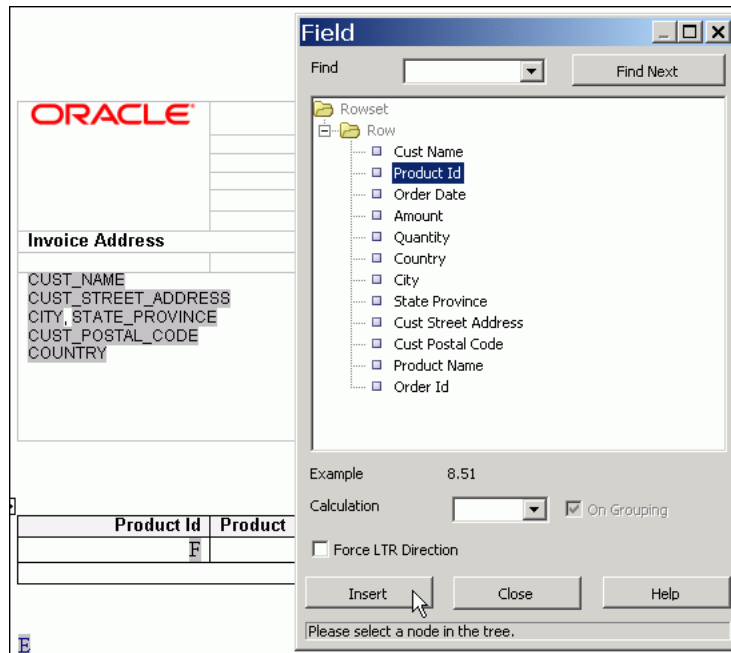 ORACLE
Invoice Address
CUST_NAME
CUST_STREET_ADDRESS
CITY, STATE_PROVINCE
CUST_POSTAL_CODE
COUNTRY
Product Id Product
F
E
Field
Find Find Next
Rowset
Row
Cust Name
Product Id
Order Date
Amount
Quantity
Country
City
State Province
Cust Street Address
Cust Postal Code
Product Name
Order Id
Example 8.51
Calculation On Grouping
Force LTR Direction
Insert Close Help
Please select a node in the tree.